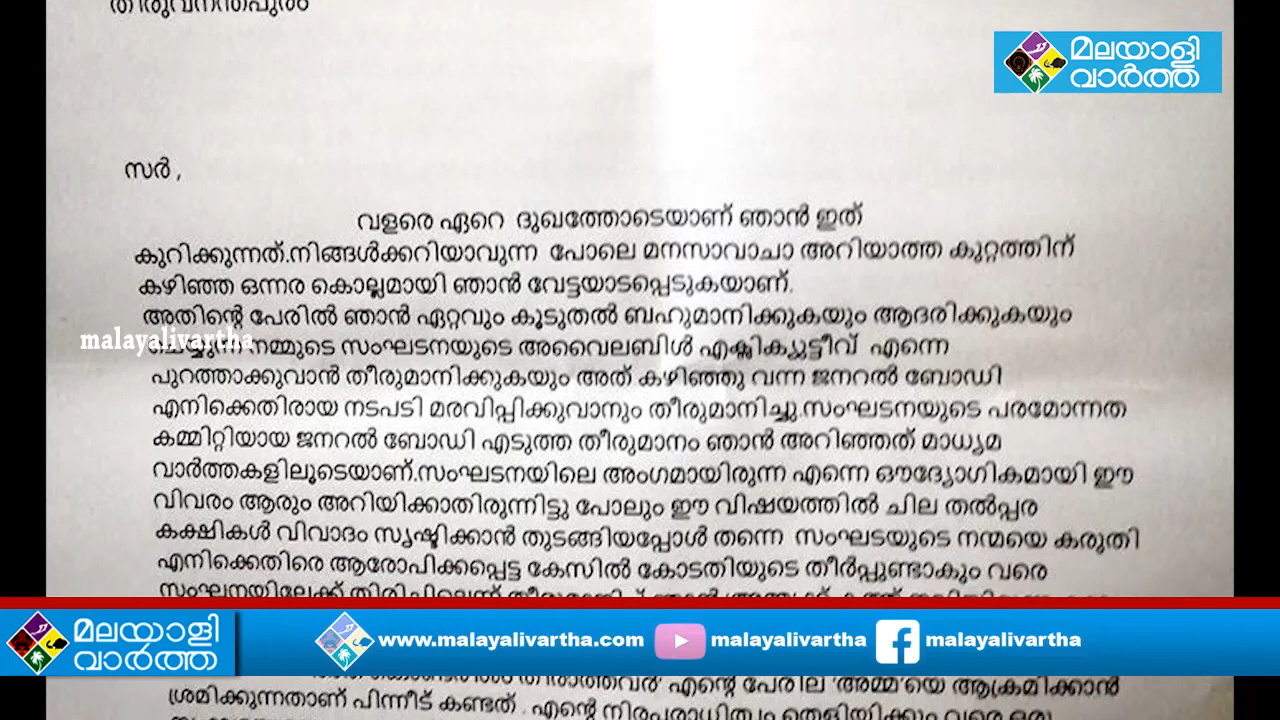 തിരുവനന്തപുരം
മലയാളി
വാർത്ത
സർ ,
വളരെ ഏറെ ദുഖത്തോടെയാണ് ഞാൻ ഇത്
കുറിക്കുന്നത്.നിങ്ങൾക്കറിയാവുന്ന പോലെ മനസാവാചാ അറിയാത്ത കുറ്റത്തിന്
കഴിഞ്ഞ ഒന്നര കൊല്ലമായി ഞാൻ വേട്ടയാടപ്പെടുകയാണ്.
അതിന്റെ പേരിൽ ഞാൻ ഏറ്റവും കൂടുതൽ ബഹുമാനിക്കുകയും ആദരിക്കുകയും
malayalivartha
ചെയ്യുന്ന നമ്മുടെ സംഘടനയുടെ അവൈലബിൾ എക്സിക്യുട്ടീവ് എന്നെ
പുറത്താക്കുവാൻ തീരുമാനിക്കുകയും അത് കഴിഞ്ഞു വന്ന ജനറൽ ബോഡി
എനിക്കെതിരായ നടപടി മരവിപ്പിക്കുവാനും തീരുമാനിച്ചു.സംഘടനയുടെ പരമോന്നത
കമ്മിറ്റിയായ ജനറൽ ബോഡി എടുത്ത തീരുമാനം ഞാൻ അറിഞ്ഞത് മാധ്യമ
വാർത്തകളിലൂടെയാണ്.സംഘടനയിലെ അംഗമായിരുന്ന എന്നെ ഔദ്യോഗികമായി ഈ
വിവരം ആരും അറിയിക്കാതിരുന്നിട്ടു പോലും ഈ വിഷയത്തിൽ ചില തൽപ്പര
കക്ഷികൾ വിവാദം സൃഷ്ടിക്കാൻ തുടങ്ങിയപ്പോൾ തന്നെ സംഘടയുടെ നന്മയെ കരുതി
എനിക്കെതിരെ ആരോപിക്കപ്പെട്ട കേസിൽ കോടതിയുടെ തീർപ്പുണ്ടാകും വരെ
സംഘനയിലേക്ക് തിരിച്ചില്ലെന്ന്
മലയാളി
വാർത്ത
www.malayalivartha.com
malayalivartha
malayalivartha
എന്റെ പേരിൽ 'അമ്മ'യെ ആക്രമിക്കാൻ
ശ്രമിക്കുന്നതാണ് പിന്നീട് കണ്ടത് . എന്റെ നിരപരാധിത്വം തെളിയിക്കും വരെ ഒരു